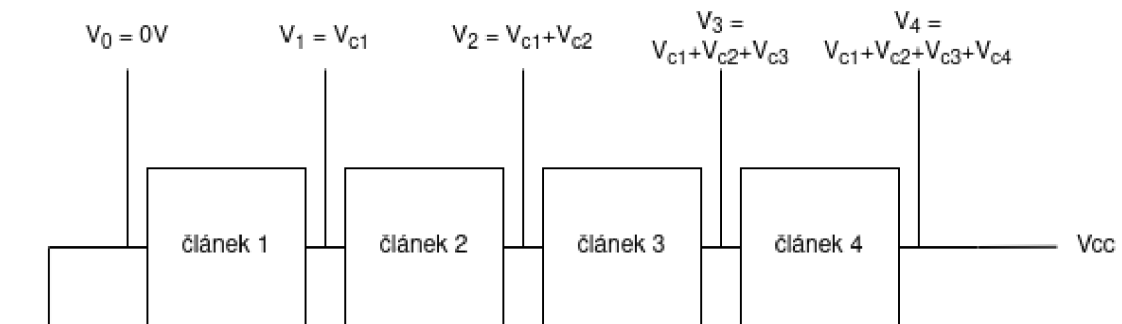 V0 = 0V
V1 = Vc1
V2 = Vc1+Vc2
V3 =
Vc1+Vc2+Vc3
V4 =
Vc1+Vc2+Vc3+Vc4
článek 1
článek 2
článek 3
článek 4
Vcc